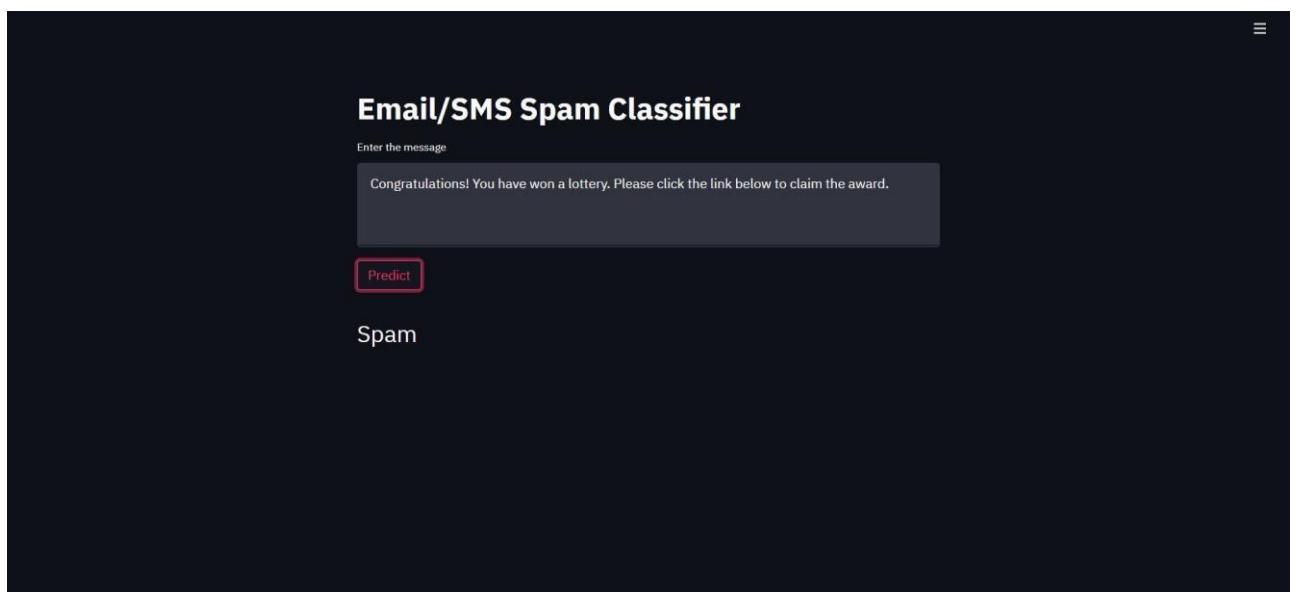 Email/SMS Spam Classifier
Enter the message
Congratulations! You have won a lottery. Please click the link below to claim the award.
Predict
Spam